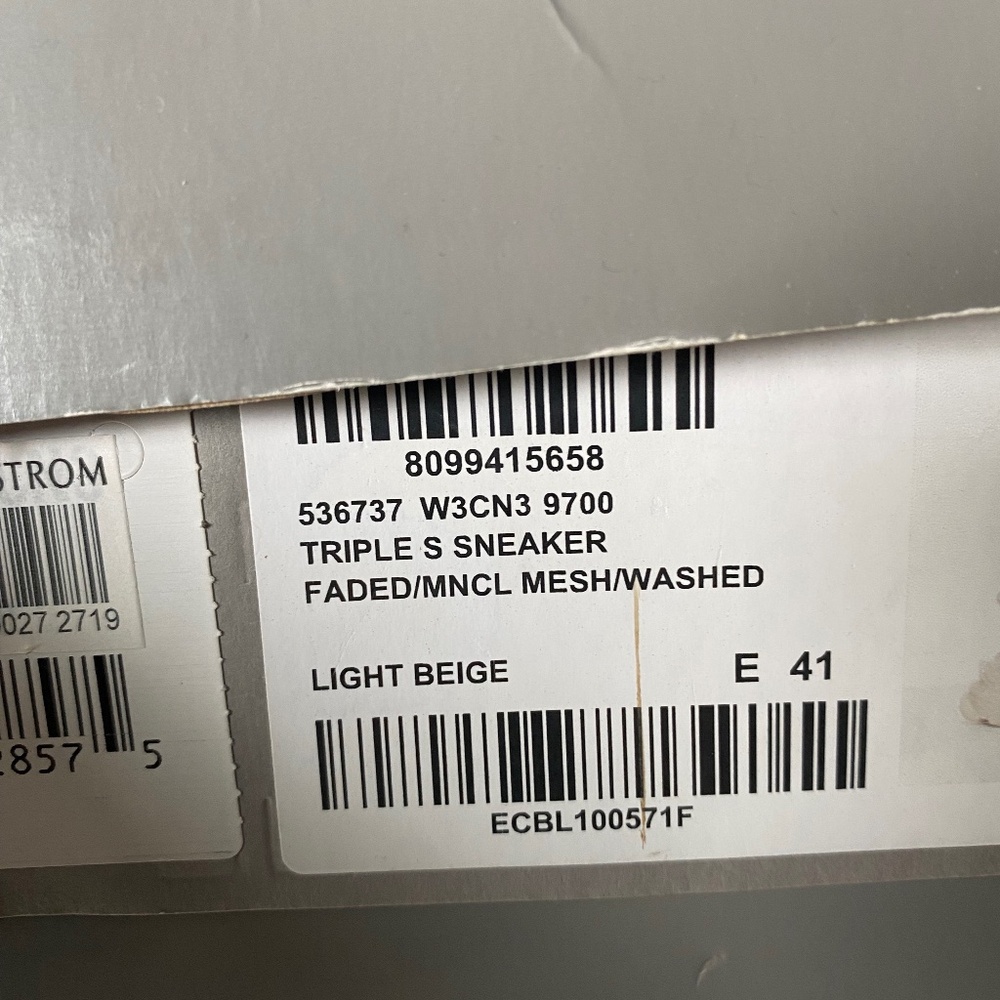 STROM
027 2719
2857 5
8099415658
536737 W3CN3 9700
TRIPLE S SNEAKER
FADED/MNCL MESH/WASHED
LIGHT BEIGE E 41
ECBL100571F